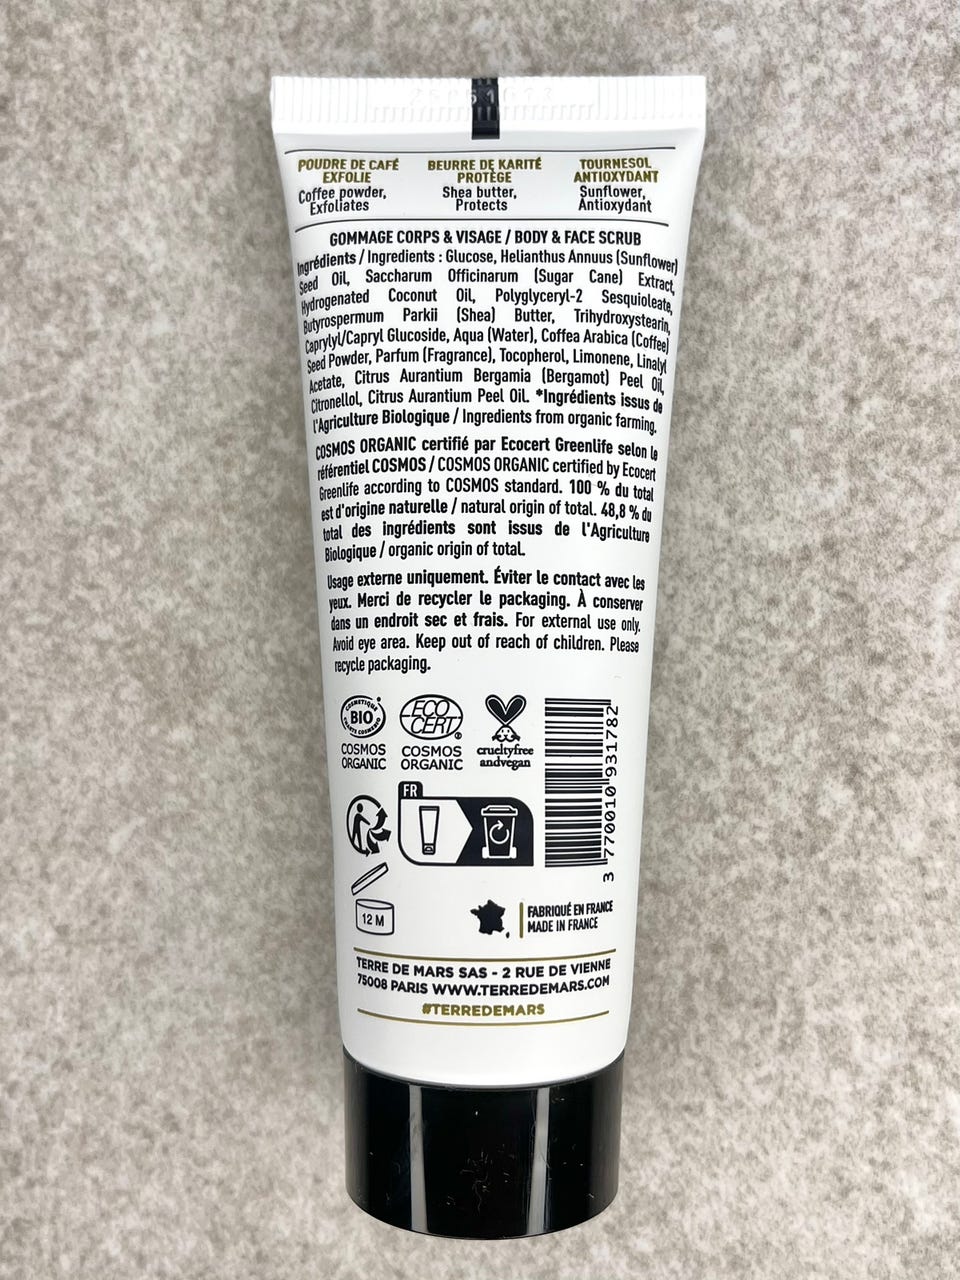 POUDRE DE CAFÉ
EXFOLIE
Coffee powder,
Exfoliates
BEURRE DE KARITÉ
PROTÈGE
Shea butter,
Protects
TOURNESOL
ANTIOXYDANT
Sunflower,
Antioxydant
GOMMAGE CORPS & VISAGE / BODY & FACE SCRUB
Ingrédients / Ingredients : Glucose, Helianthus Annuus (Sunflower)
Seed Oil, Saccharum Officinarum (Sugar Cane) Extract,
Hydrogenated Coconut Oil, Polyglyceryl-2 Sesquioleate,
Butyrospermum Parkii (Shea) Butter, Trihydroxystearin,
Caprylyl/Capryl Glucoside, Aqua (Water), Coffea Arabica (Coffee)
Seed Powder, Parfum (Fragrance), Tocopherol, Limonene, Linalyl
Acetate, Citrus Aurantium Bergamia (Bergamot) Peel Oil,
Citronellol, Citrus Aurantium Peel Oil. *Ingrédients issus de
l'Agriculture Biologique / Ingredients from organic farming.
COSMOS ORGANIC certifié par Ecocert Greenlife selon le
référentiel COSMOS / COSMOS ORGANIC certified by Ecocert
Greenlife according to COSMOS standard. 100 % du total
est d'origine naturelle / natural origin of total. 48,8 % du
total des ingrédients sont issus de l'Agriculture
Biologique / organic origin of total.
Usage externe uniquement. Éviter le contact avec les
yeux. Merci de recycler le packaging. À conserver
dans un endroit sec et frais. For external use only.
Avoid eye area. Keep out of reach of children. Please
recycle packaging.
COSMETIQUE
BIO
CHARTE COSMEBIO
COSMOS
ORGANIC
ECO
CERT
COSMOS
ORGANIC
crueltyfree
andvegan
3 770010 931782
FR
12 M
FABRIQUÉ EN FRANCE
MADE IN FRANCE
TERRE DE MARS SAS - 2 RUE DE VIENNE
75008 PARIS WWW.TERREDEMARS.COM
#TERREDEMARS